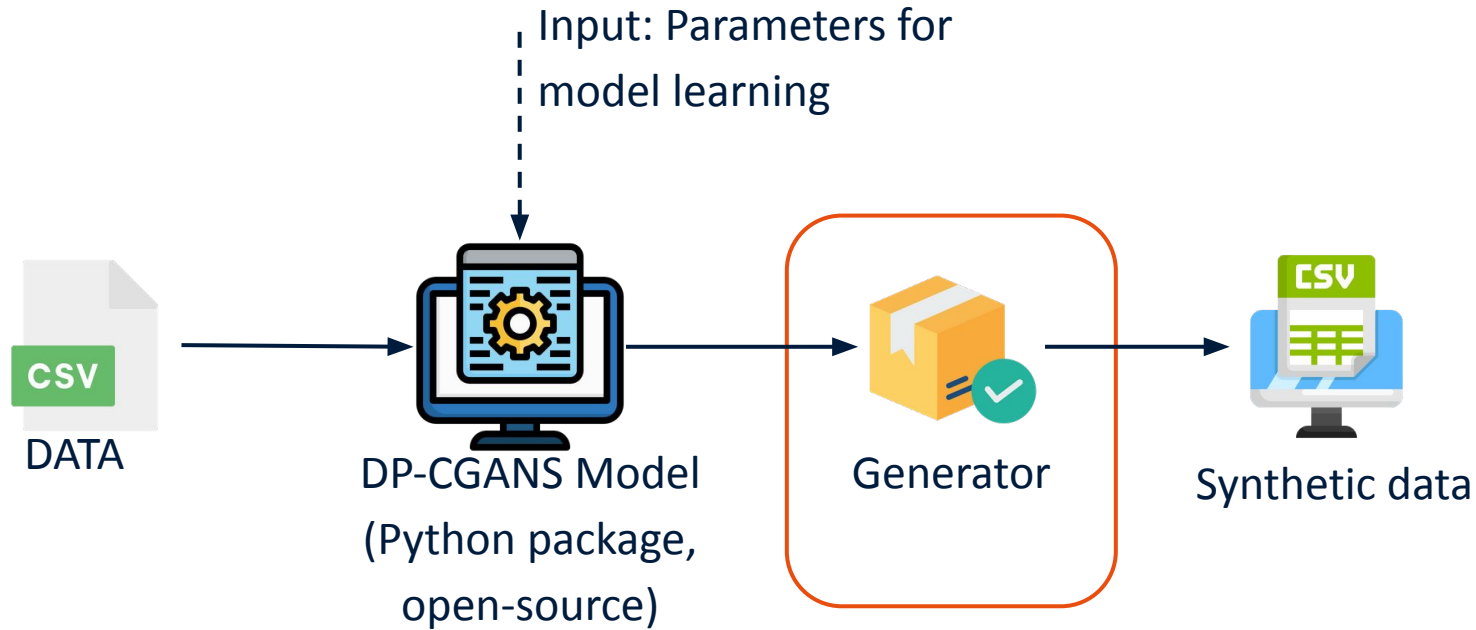 Input: Parameters for
model learning
CSV
DATA
DP-CGANS Model
(Python package,
open-source)
Generator
CSV
Synthetic data